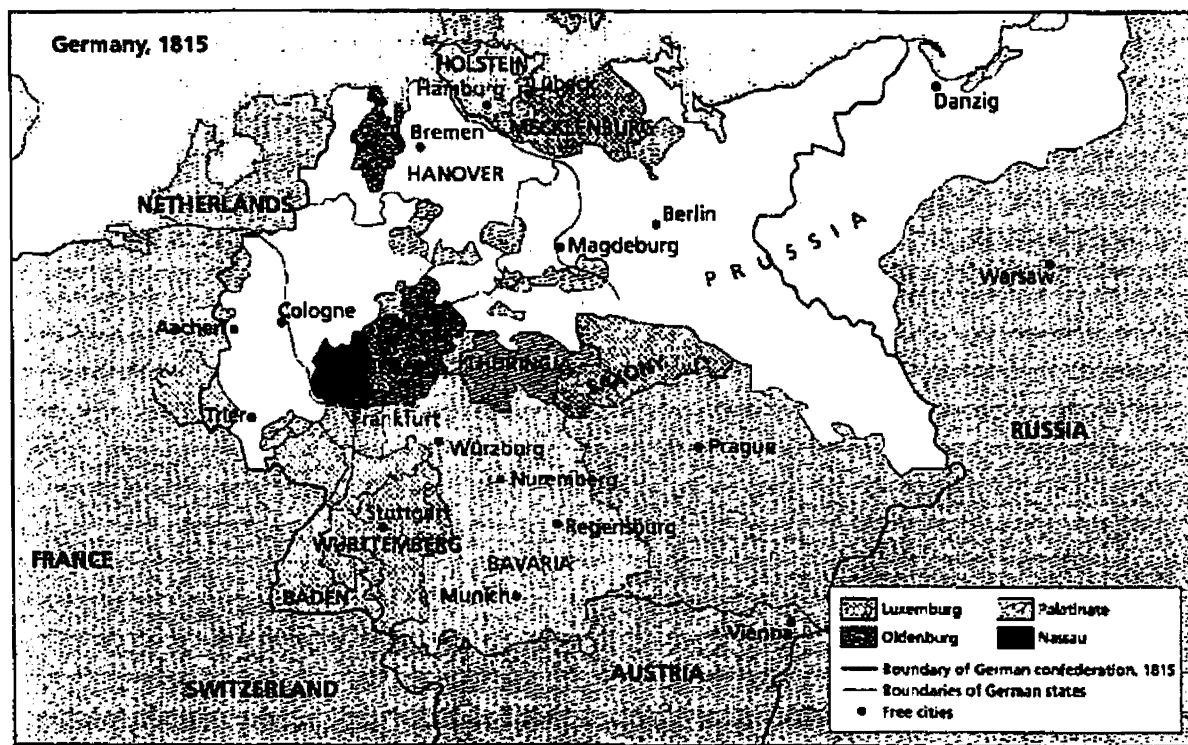 Germany, 1815
HOLSTEIN
Hamburg
Lübeck
MECKLENBURG
Danzig
Bremen
HANOVER
NETHERLANDS
Berlin
Magdeburg
PRUSSIA
Warsaw
Cologne
Aachen
THURINGIA
SAXONY
Trier
Frankfurt
Würzburg
Prague
RUSSIA
Nuremberg
Stuttgart
Regensburg
WURTTEMBERG
FRANCE
BAVARIA
BADEN
Munich
Vienna
AUSTRIA
SWITZERLAND
Luxemburg
Palatinate
Oldenburg
Nassau
Boundary of German confederation, 1815
Boundaries of German states
Free cities